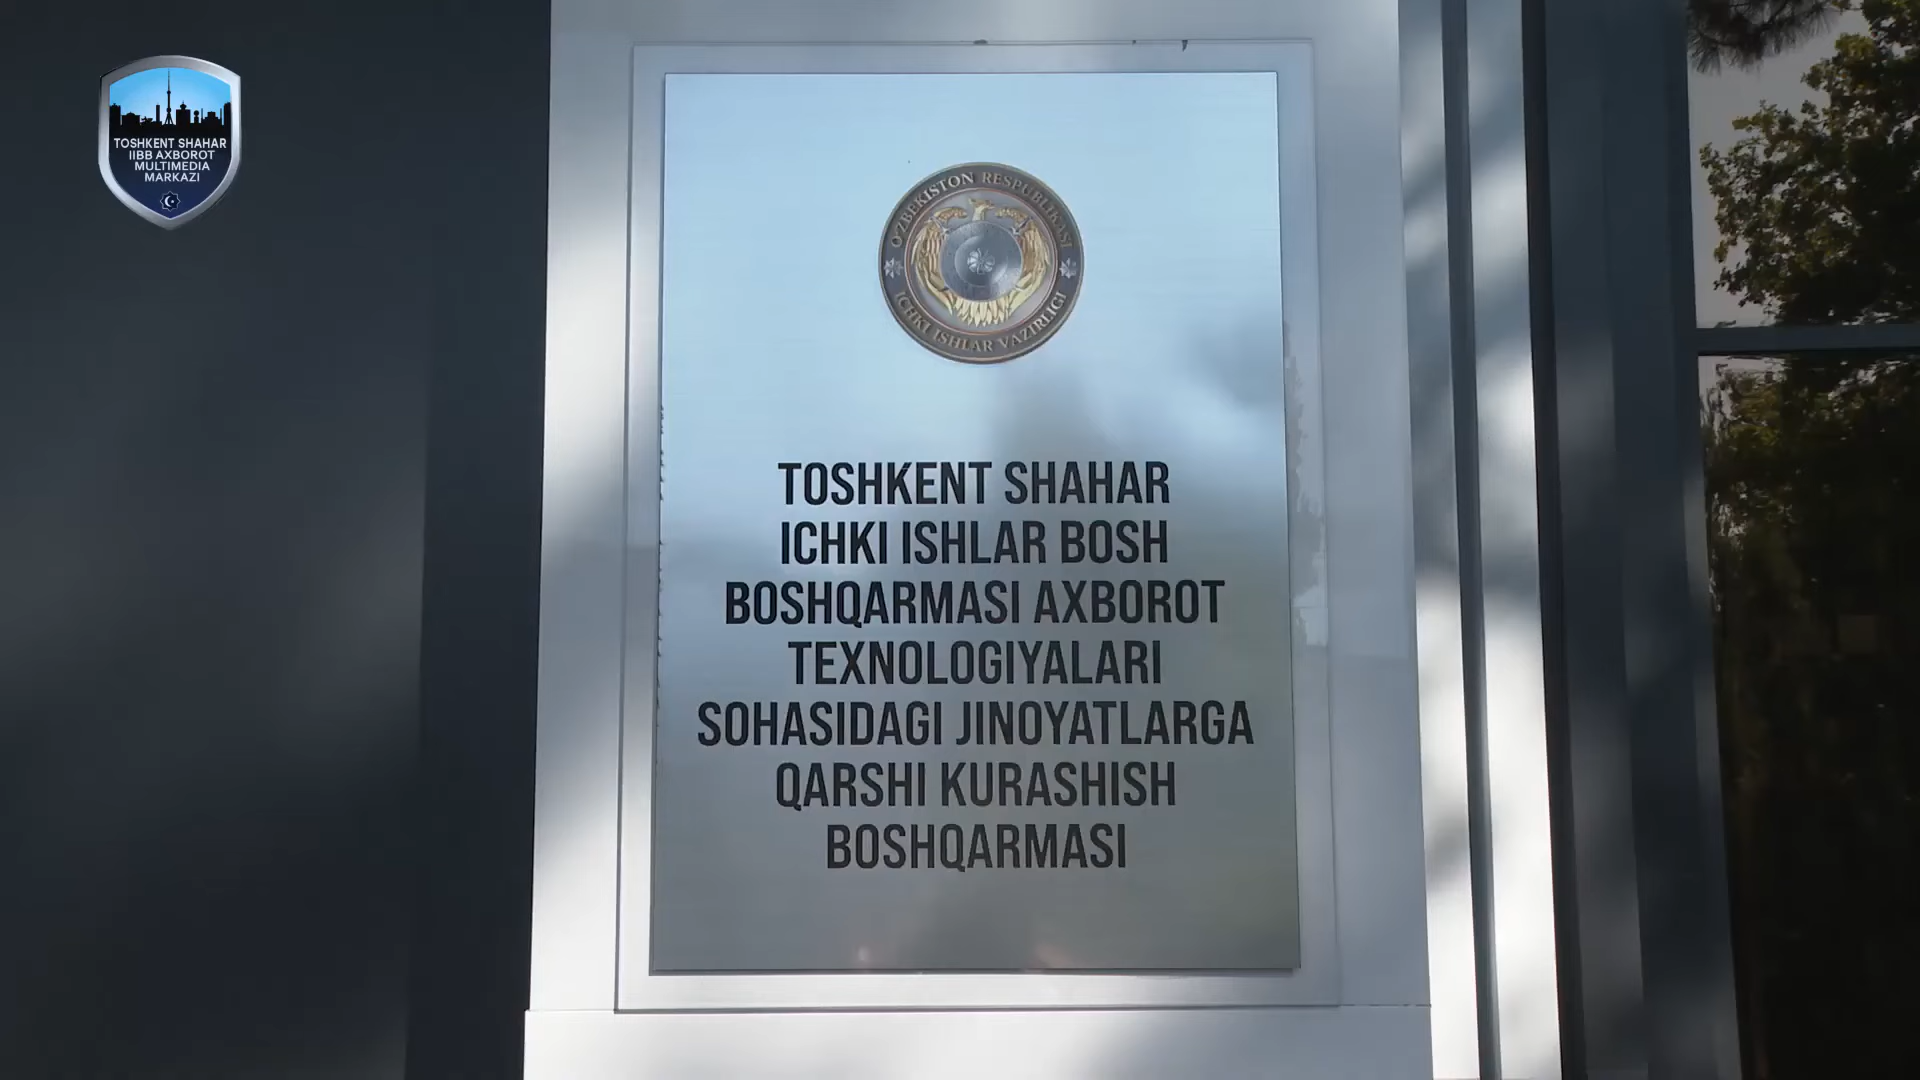 TOSHKENT SHAHAR
IIBB AXBOROT
MULTIMEDIA
MARKAZI
O'ZBEKISTON RESPUBLIKASI
ICHKI ISHLAR VAZIRLIGI
TOSHKENT SHAHAR
ICHKI ISHLAR BOSH
BOSHQARMASI AXBOROT
TEXNOLOGIYALARI
SOHASIDAGI JINOYATLARGA
QARSHI KURASHISH
BOSHQARMASI